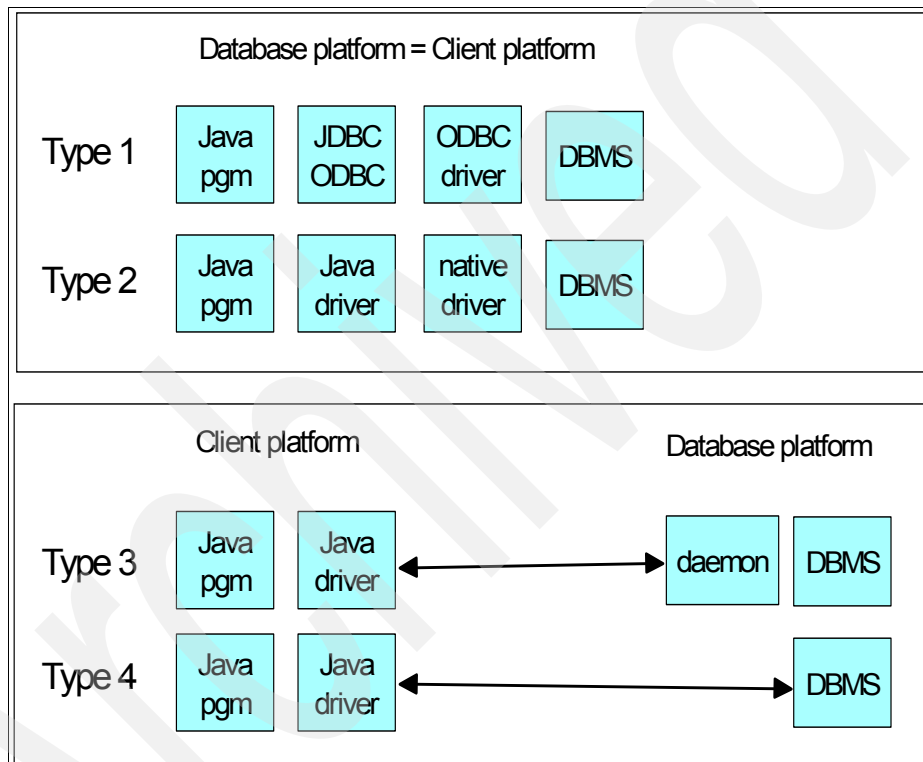 Database platform = Client platform
Type 1
Java
pgm
JDBC
ODBC
ODBC
driver
DBMS
Type 2
Java
pgm
Java
driver
native
driver
DBMS
Client platform
Database platform
Type 3
Java
pgm
Java
driver
daemon
DBMS
Type 4
Java
pgm
Java
driver
DBMS
Archived